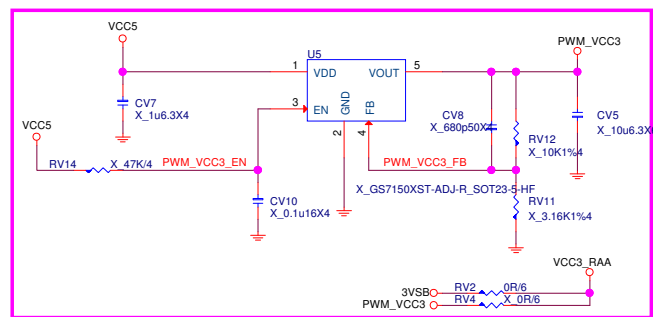 VCC5
PWM_VCC3
U5
1 VDD VOUT 5
3 EN GND FB
2 4
CV7
X_1u6.3X4
VCC5
RV14 X_47K/4 PWM_VCC3_EN
CV10
X_0.1u16X4
PWM_VCC3_FB
CV8
X_680p50X4
RV12
X_10K1%4
CV5
X_10u6.3X
X_GS7150XST-ADJ-R_SOT23-5-HF
RV11
X_3.16K1%4
VCC3_RAA
3VSB RV2 0R/6
PWM_VCC3 RV4 X_0R/6